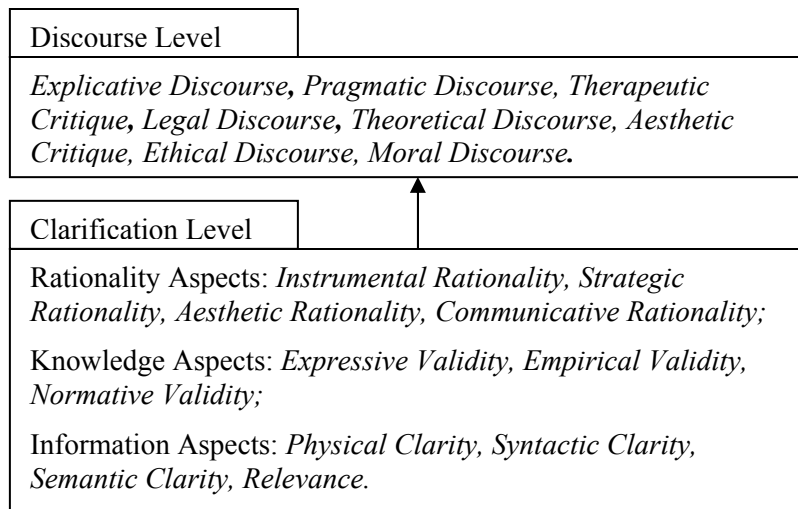 Discourse Level
Explicative Discourse, Pragmatic Discourse, Therapeutic
Critique, Legal Discourse, Theoretical Discourse, Aesthetic
Critique, Ethical Discourse, Moral Discourse.
Clarification Level
Rationality Aspects: Instrumental Rationality, Strategic
Rationality, Aesthetic Rationality, Communicative Rationality;
Knowledge Aspects: Expressive Validity, Empirical Validity,
Normative Validity;
Information Aspects: Physical Clarity, Syntactic Clarity,
Semantic Clarity, Relevance.